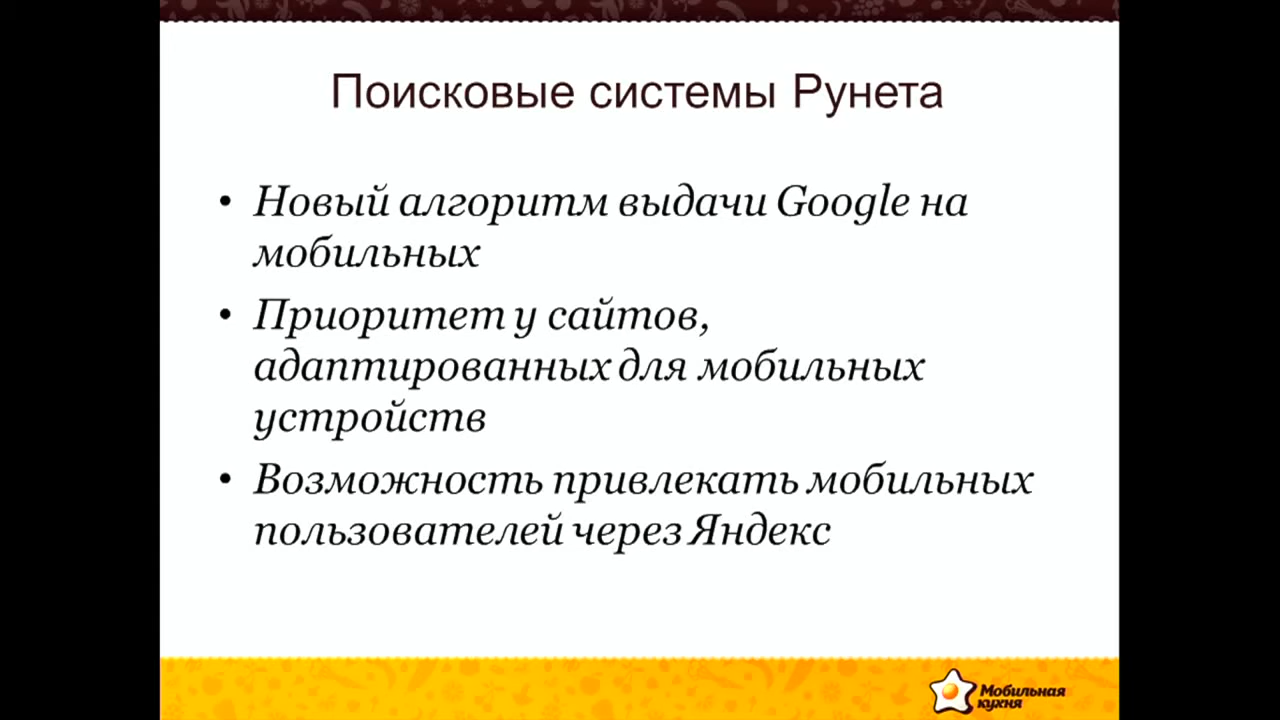 Поисковые системы Рунета
• Новый алгоритм выдачи Google на
мобильных
• Приоритет у сайтов,
адаптированных для мобильных
устройств
• Возможность привлекать мобильных
пользователей через Яндекс
Мобильная
кухня